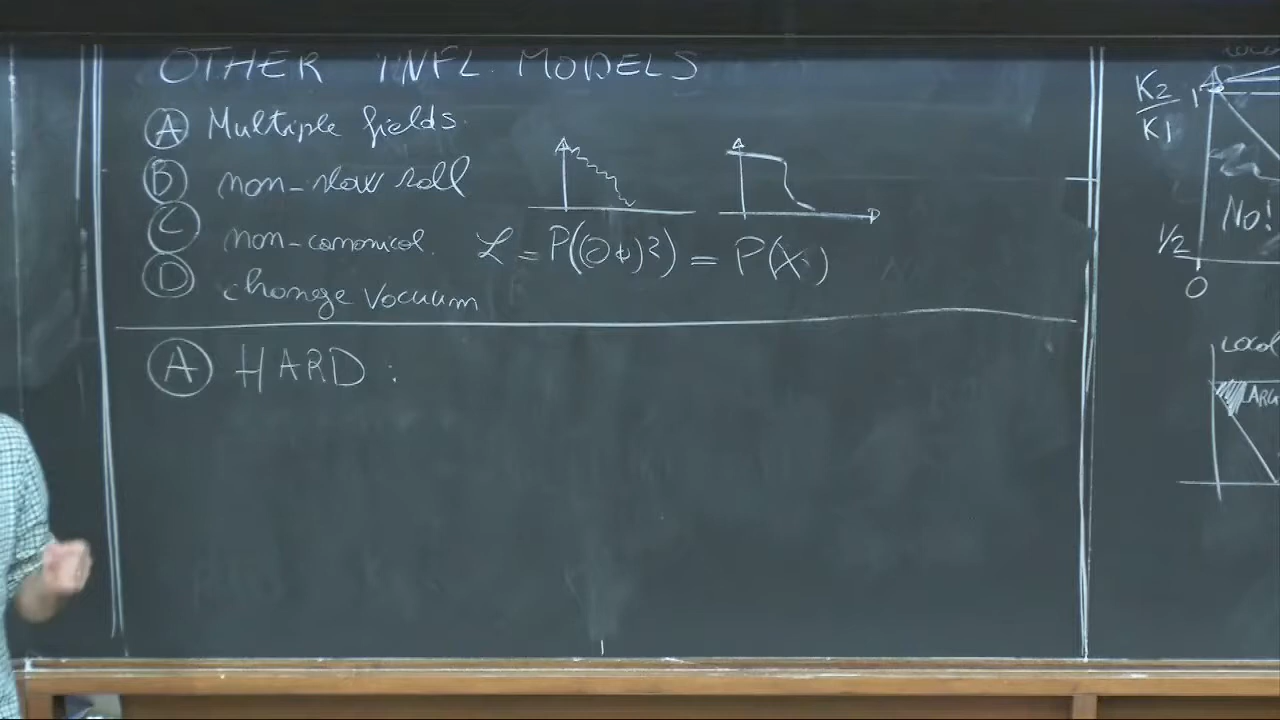 OTHER INFL. MODELS
Ⓐ Multiple fields.
Ⓑ non-slow roll
Ⓒ non-canonical. ℒ = P((∂ϕ)²) = P(X)
Ⓓ change vacuum
Ⓐ HARD :
K2/K1
1
No!
1/2
0
Local
LARG